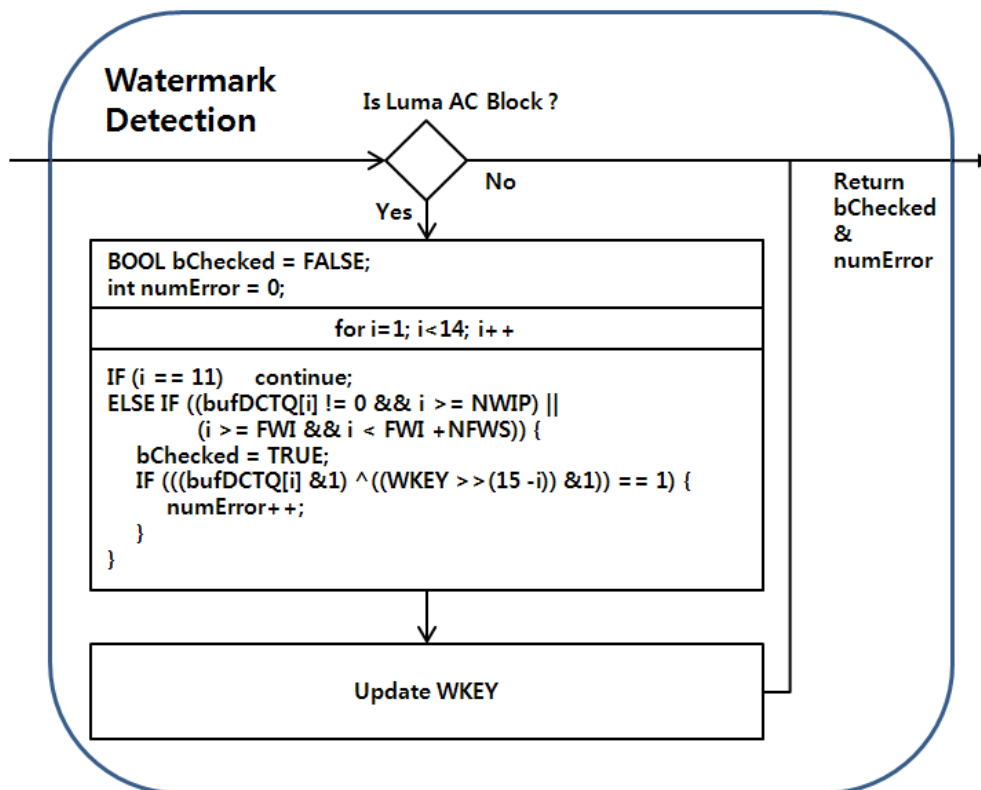 Watermark
Detection
Is Luma AC Block ?
No
Yes
Return
bChecked
&
numError
BOOL bChecked = FALSE;
int numError = 0;
for i=1; i<14; i++
IF (i == 11) continue;
ELSE IF ((bufDCTQ[i] != 0 && i >= NWIP) ||
(i >= FWI && i < FWI +NFWS)) {
bChecked = TRUE;
IF (((bufDCTQ[i] &1) ^((WKEY >>(15 -i)) &1)) == 1) {
numError++;
}
}
Update WKEY